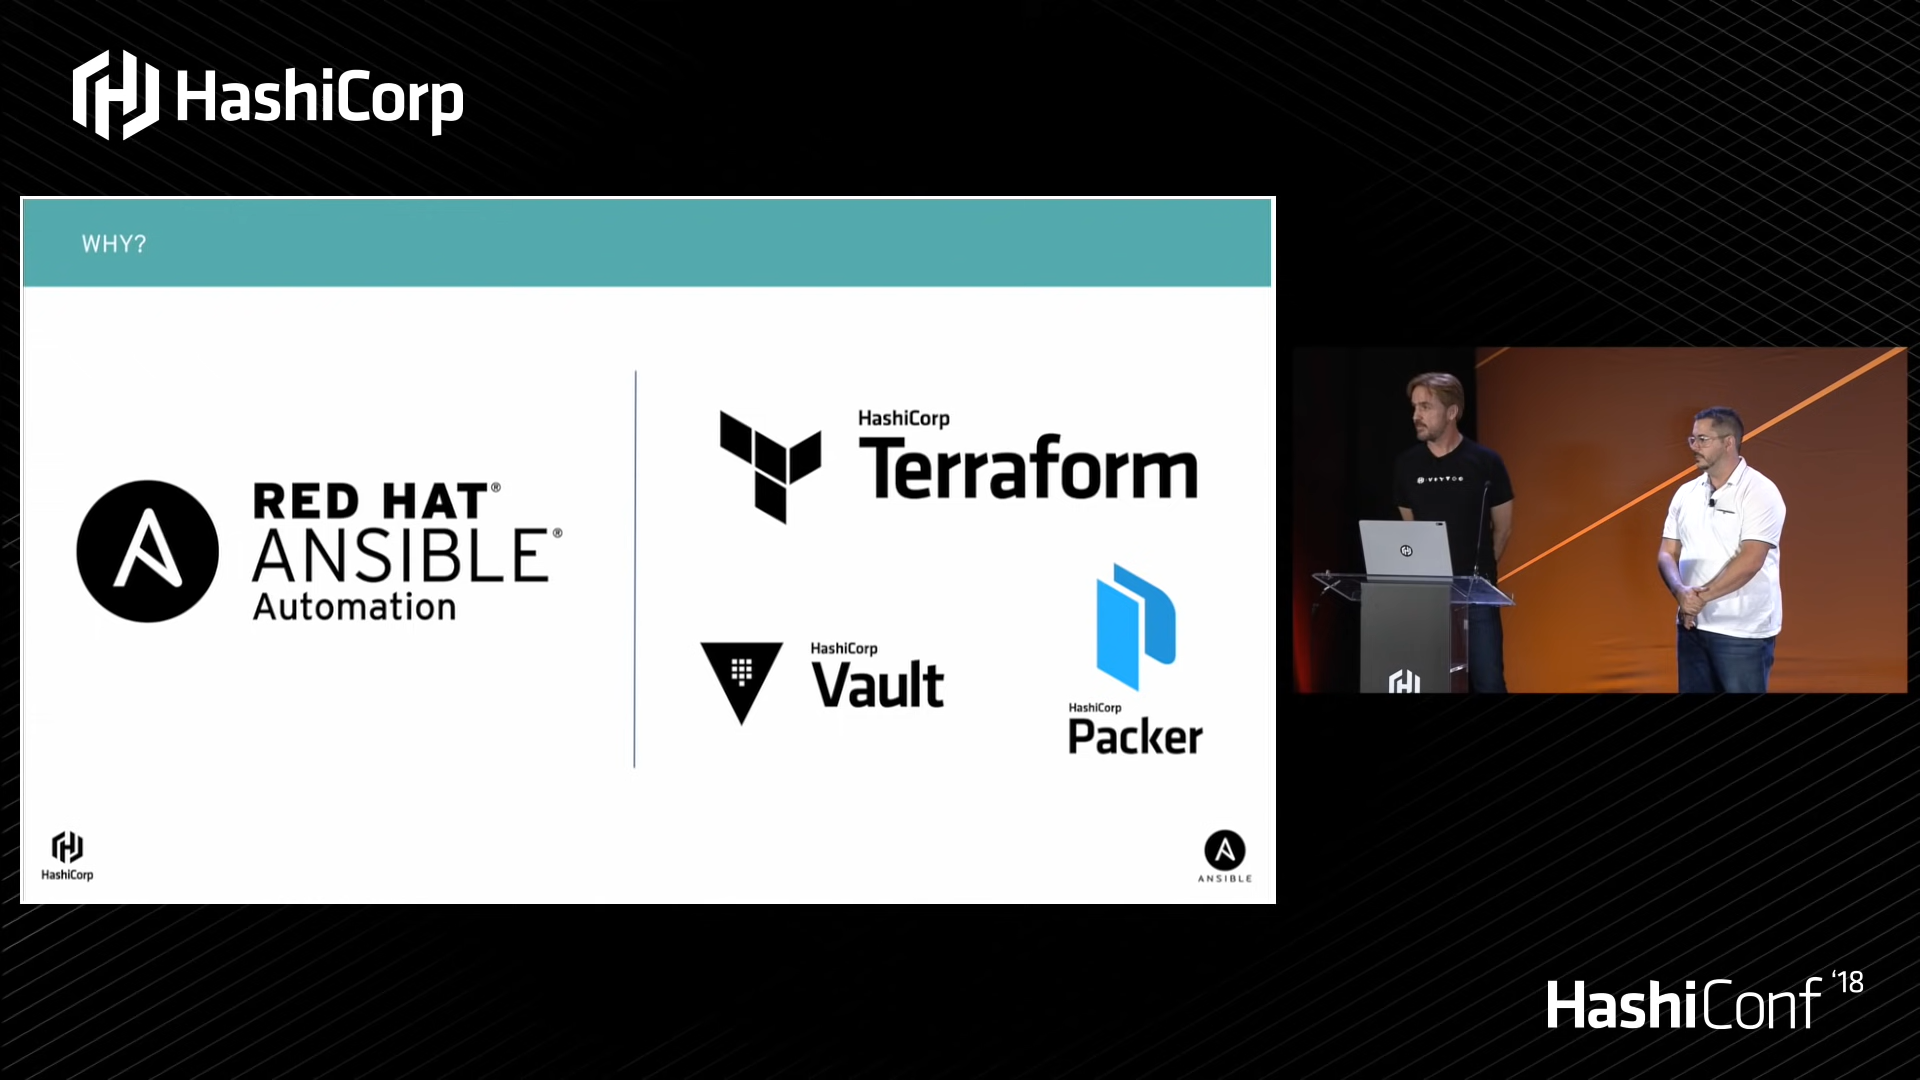 HashiCorp
WHY?
RED HAT®
ANSIBLE®
Automation
HashiCorp
Terraform
HashiCorp
Vault
HashiCorp
Packer
HashiCorp
ANSIBLE
HashiConf '18